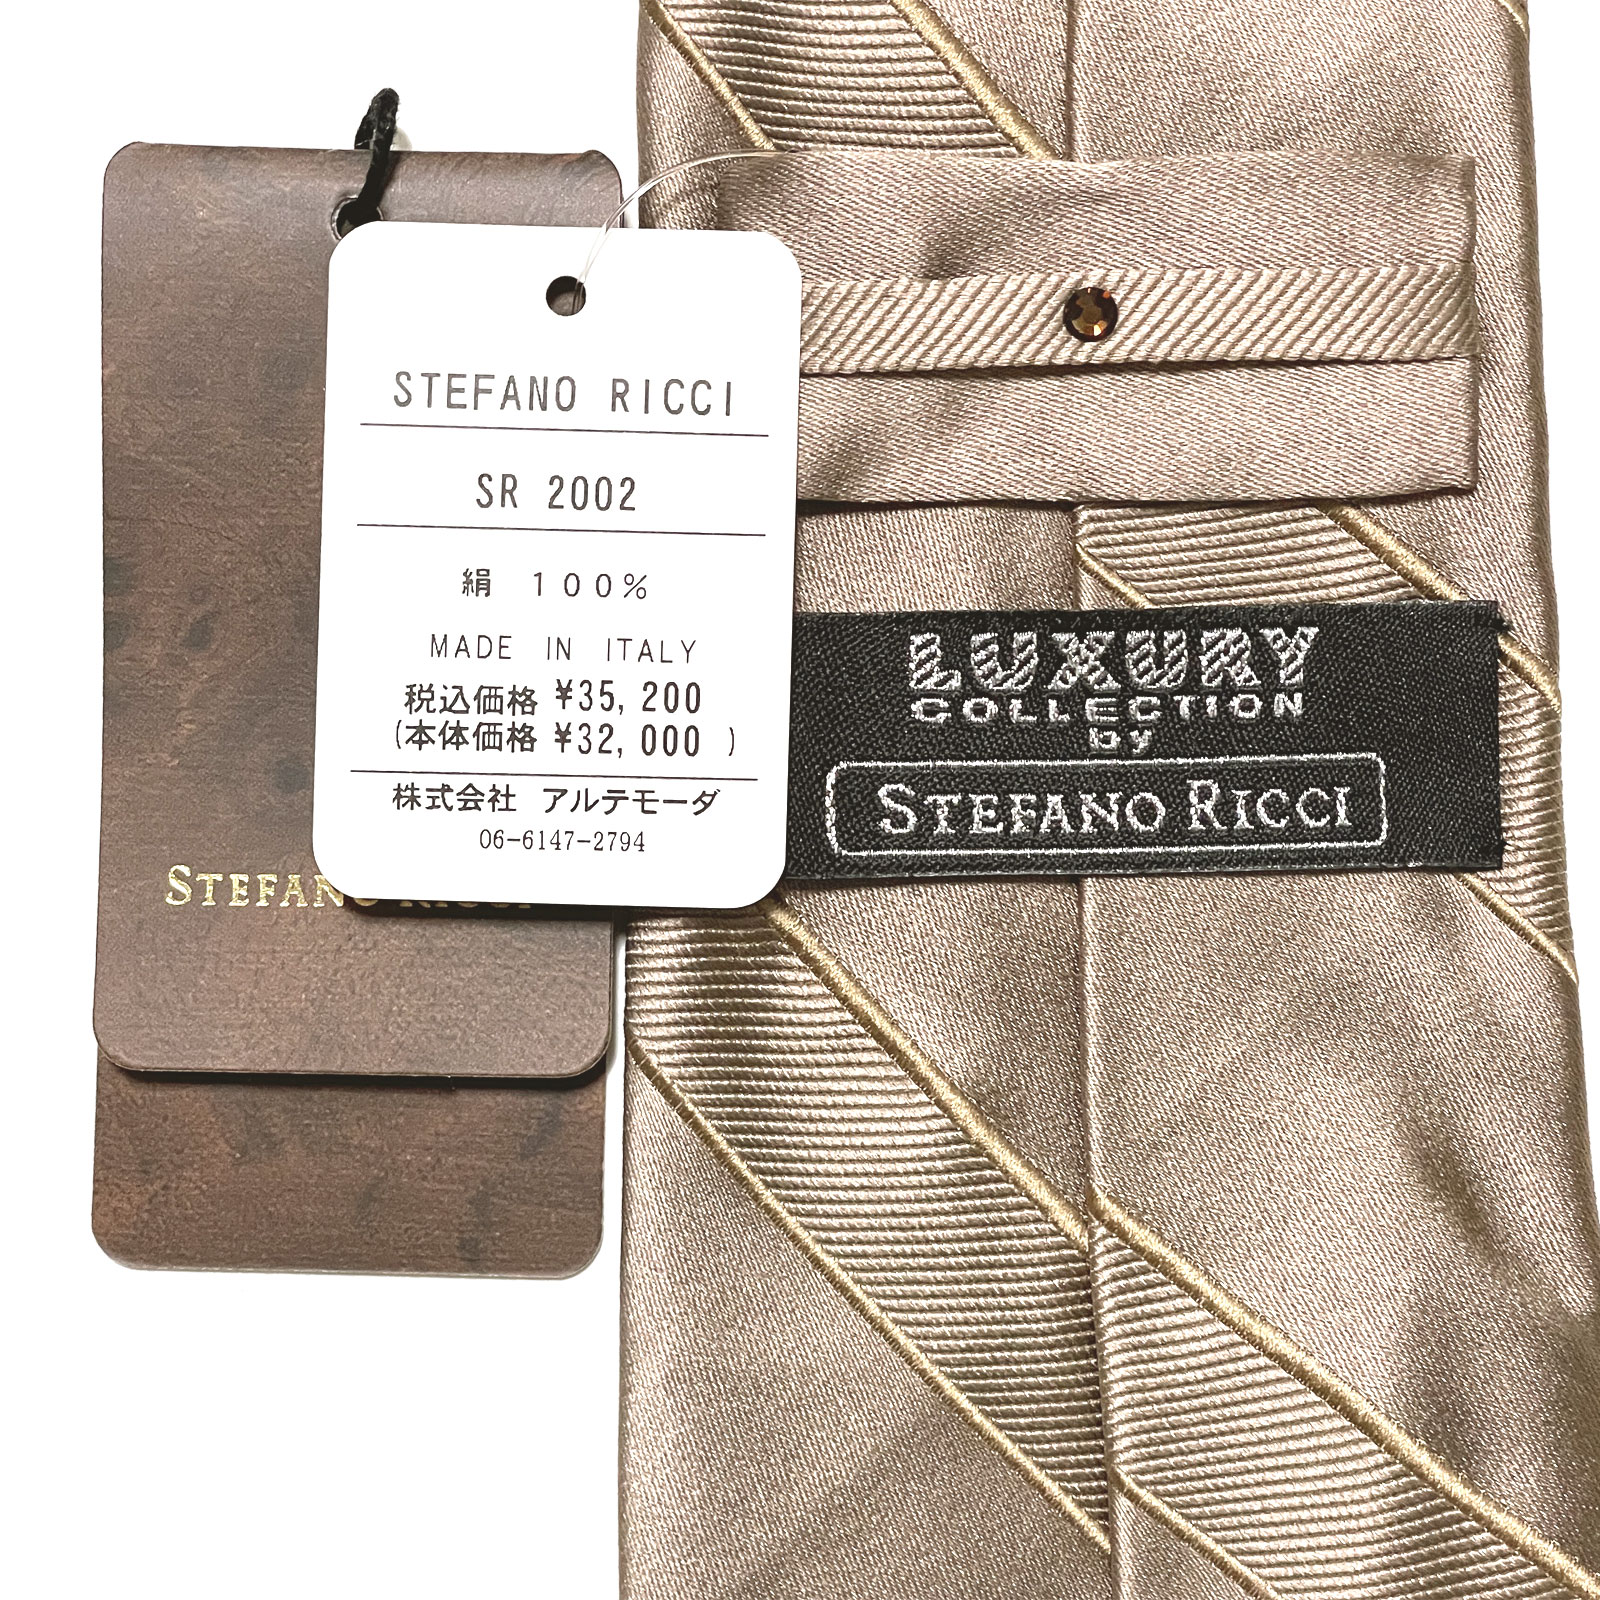 STEFANO RICCI
SR 2002
絹 100%
MADE IN ITALY
税込価格 ¥35,200
(本体価格 ¥32,000 )
株式会社 アルテモーダ
06-6147-2794
STEFANO RICCI
LUXURY
COLLECTION
by
STEFANO RICCI